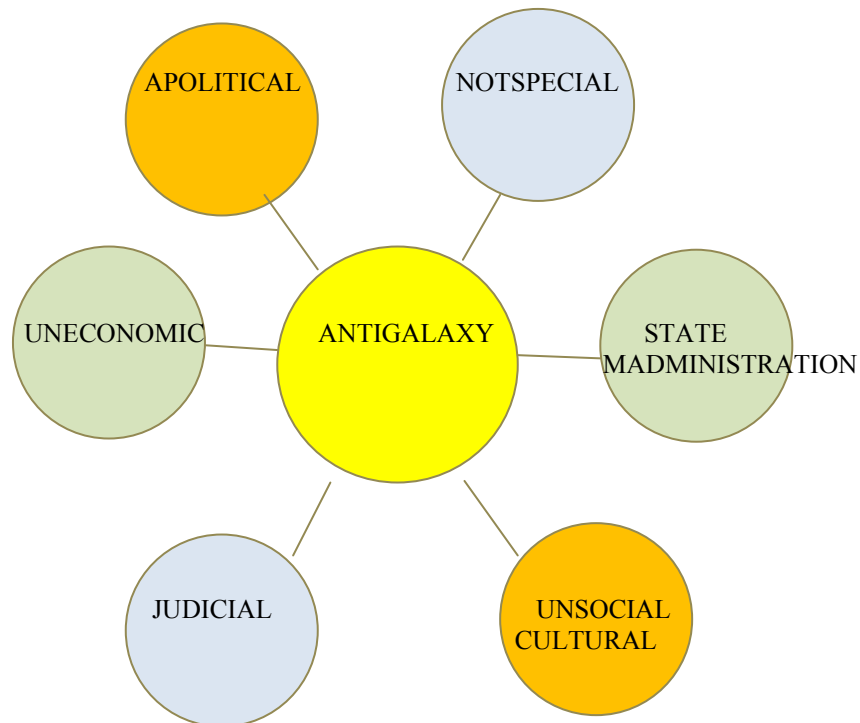 APOLITICAL
NOTSPECIAL
UNECONOMIC
ANTIGALAXY
STATE
MADMINISTRATION
JUDICIAL
UNSOCIAL
CULTURAL